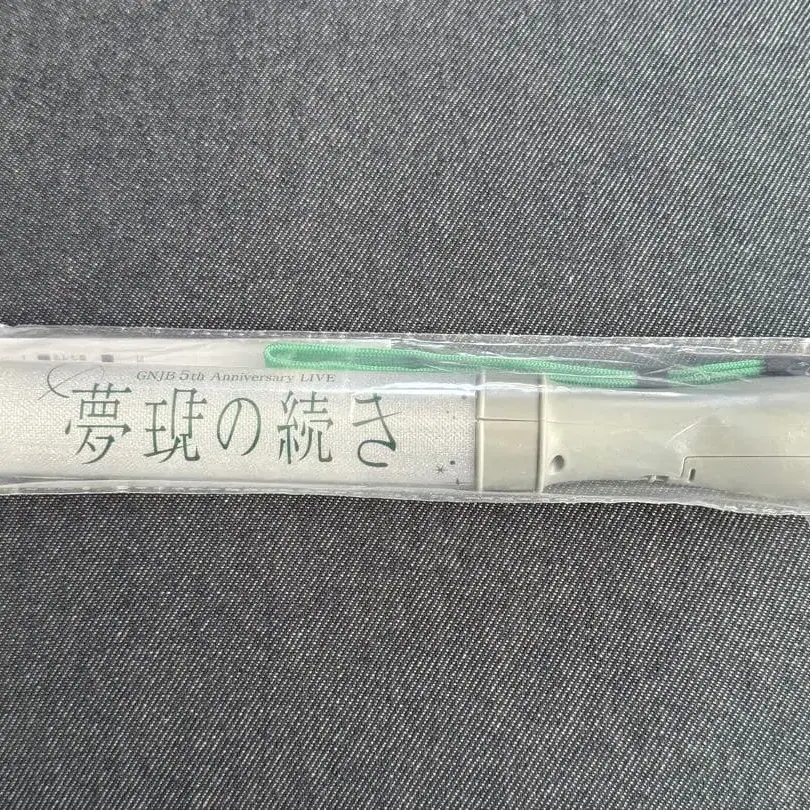 GNJB 5th Anniversary LIVE
夢現の続き